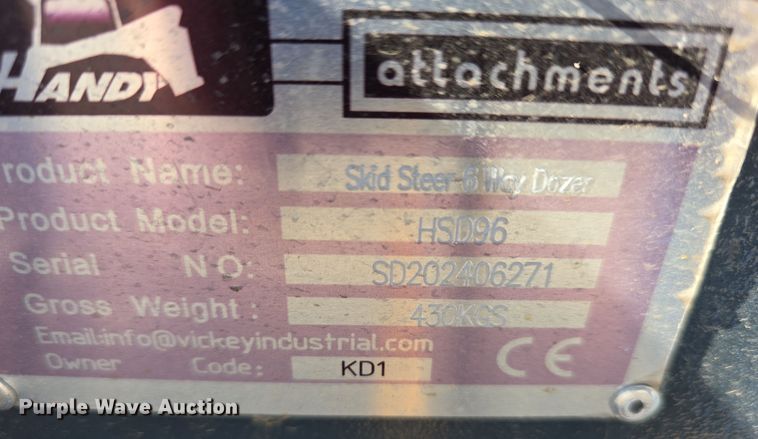 HANDY
attachments
roduct Name: Skid Steer 6 Way Dozer
Product Model: HSD96
Serial NO: SD202406271
Gross Weight: 430KGS
Email:info@vickeyindustrial.com
Owner Code: KD1
CE
Purple Wave Auction